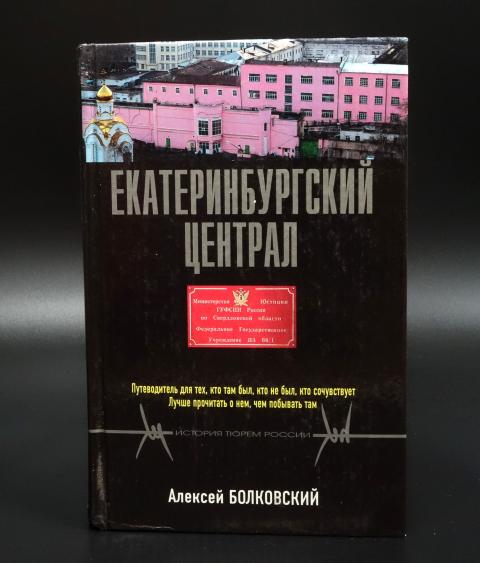 ЕКАТЕРИНБУРГСКИЙ
ЦЕНТРАЛ
Министерство Юстиции
ГУФСИН России
по Свердловской области
Федеральное Государственное
Учреждение ИЗ 66/1
Путеводитель для тех, кто там был, кто не был, кто сочувствует
Лучше прочитать о нем, чем побывать там
ИСТОРИЯ ТЮРЕМ РОССИИ
Алексей БОЛКОВСКИЙ